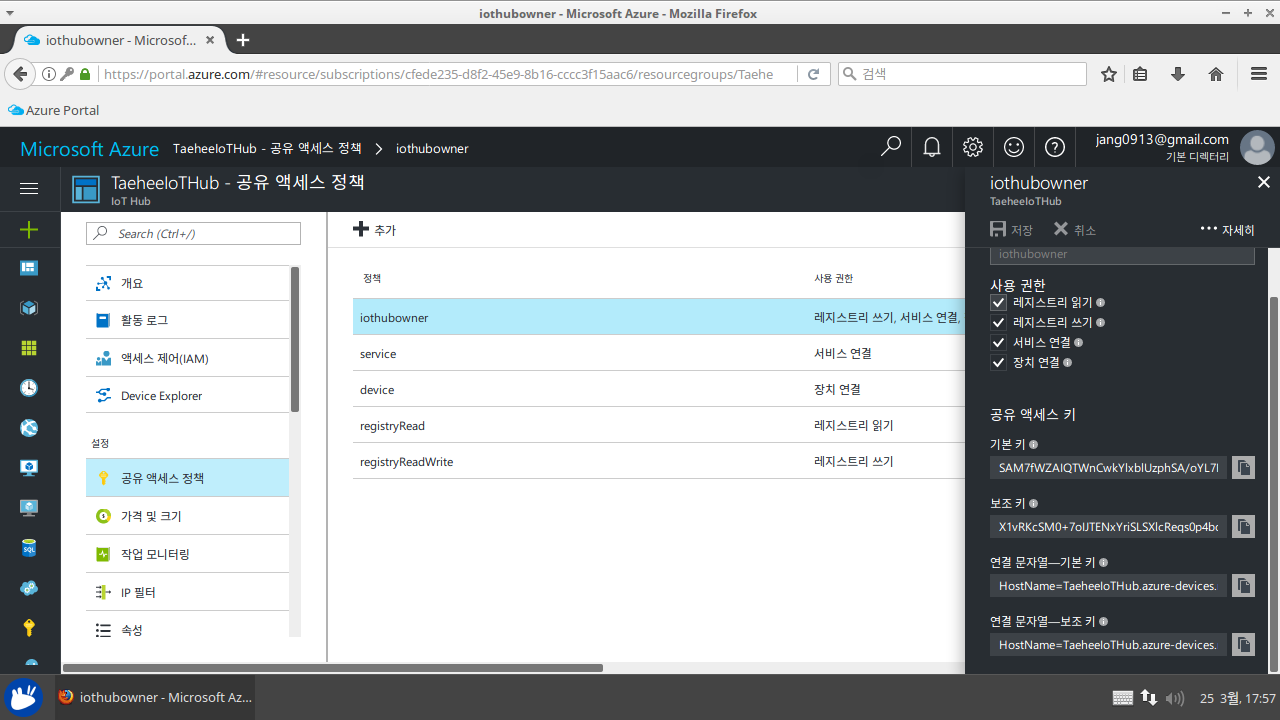 iothubowner - Microsoft Azure - Mozilla Firefox
iothubowner - Microsof...
https://portal.azure.com/#resource/subscriptions/cfede235-d8f2-45e9-8b16-cccc3f15aac6/resourcegroups/Taehe
검색
Azure Portal
Microsoft Azure
TaeheeIoTHub - 공유 액세스 정책
iothubowner
jang0913@gmail.com
기본 디렉터리
TaeheeIoTHub - 공유 액세스 정책
IoT Hub
Search (Ctrl+/)
개요
활동 로그
액세스 제어(IAM)
Device Explorer
설정
공유 액세스 정책
가격 및 크기
작업 모니터링
IP 필터
속성
추가
정책 사용 권한
iothubowner 레지스트리 쓰기, 서비스 연결,
service 서비스 연결
device 장치 연결
registryRead 레지스트리 읽기
registryReadWrite 레지스트리 쓰기
iothubowner
TaeheeIoTHub
저장 취소 자세히
iothubowner
사용 권한
레지스트리 읽기
레지스트리 쓰기
서비스 연결
장치 연결
공유 액세스 키
기본 키
보조 키
연결 문자열—기본 키
HostName=TaeheeIoTHub.azure-devices.
연결 문자열—보조 키
HostName=TaeheeIoTHub.azure-devices.
SQL
iothubowner - Microsoft Az...
25 3월, 17:57